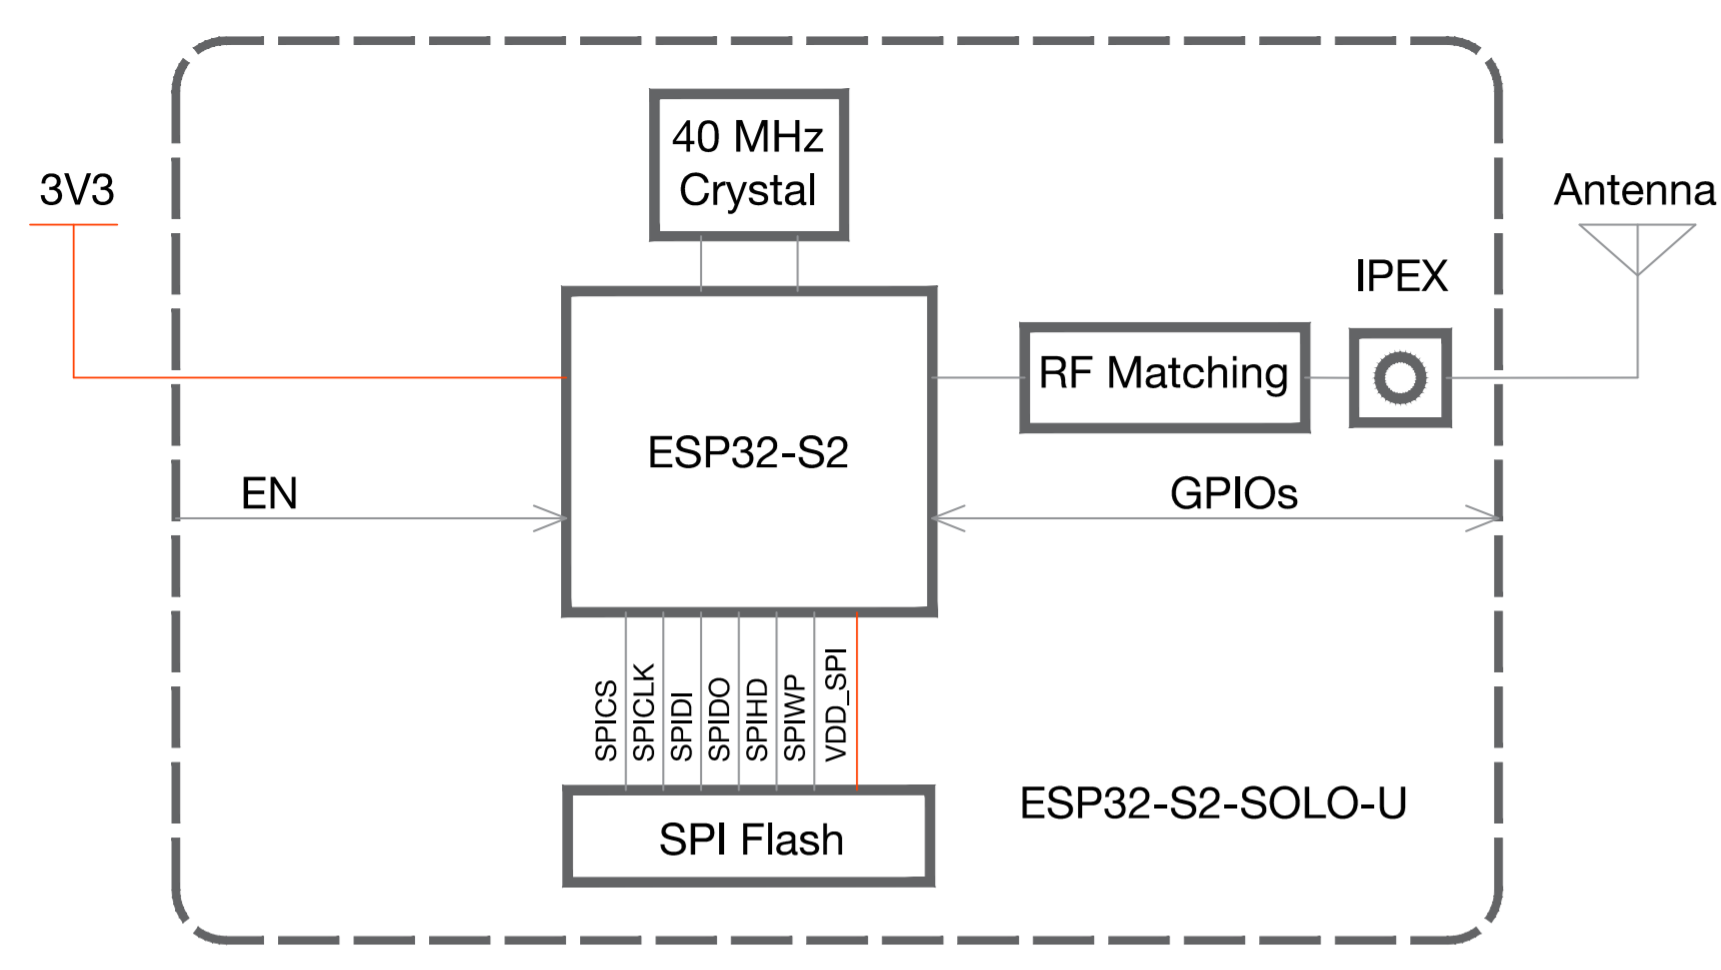 40 MHz
Crystal
3V3
Antenna
IPEX
RF Matching
ESP32-S2
EN
GPIOs
SPICS
SPICLK
SPIDI
SPIDO
SPIHD
SPIWP
VDD_SPI
ESP32-S2-SOLO-U
SPI Flash